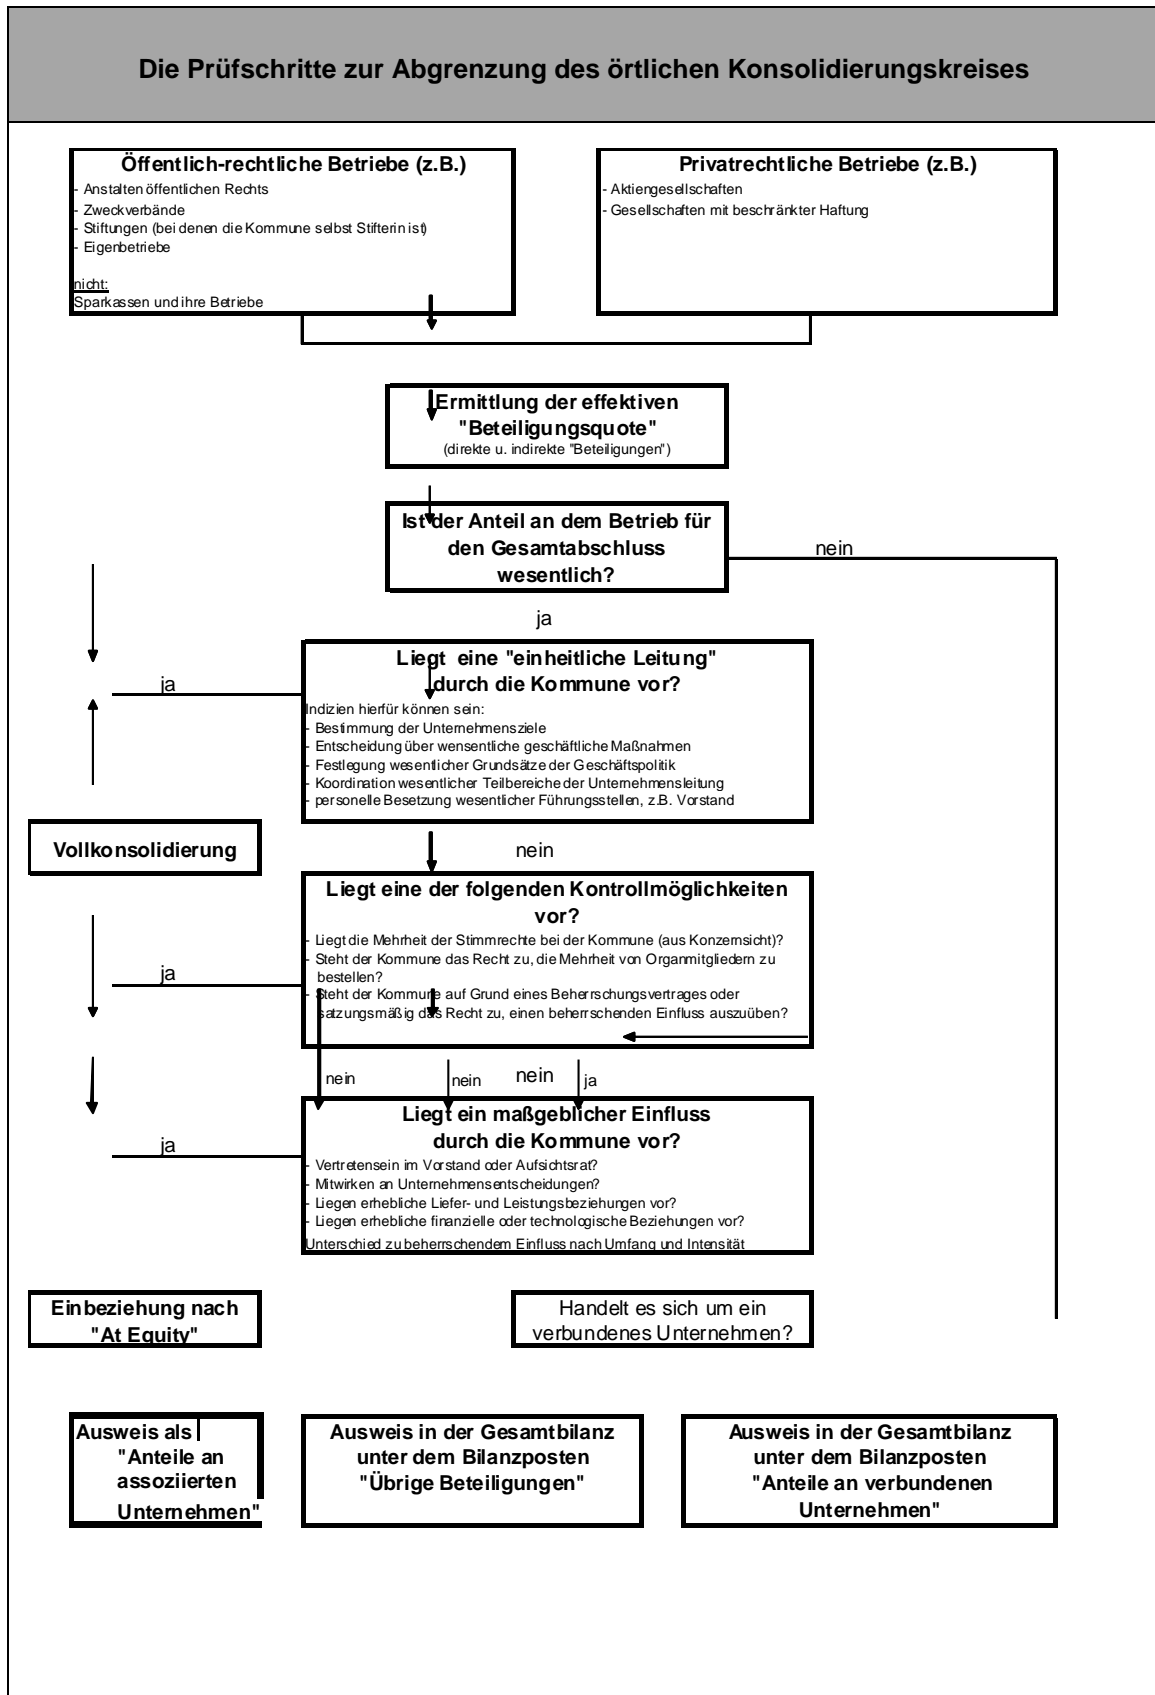 Die Prüfschritte zur Abgrenzung des örtlichen Konsolidierungskreises
Öffentlich-rechtliche Betriebe (z.B.)
- Anstalten öffentlichen Rechts
- Zweckverbände
- Stiftungen (bei denen die Kommune selbst Stifterin ist)
- Eigenbetriebe
nicht:
Sparkassen und ihre Betriebe
Privatrechtliche Betriebe (z.B.)
- Aktiengesellschaften
- Gesellschaften mit beschränkter Haftung
Ermittlung der effektiven
"Beteiligungsquote"
(direkte u. indirekte "Beteiligungen")
Ist der Anteil an dem Betrieb für
den Gesamtabschluss
wesentlich?
nein
ja
Liegt eine "einheitliche Leitung"
durch die Kommune vor?
Indizien hierfür können sein:
- Bestimmung der Unternehmensziele
- Entscheidung über wensentliche geschäftliche Maßnahmen
- Festlegung wesentlicher Grundsätze der Geschäftspolitik
- Koordination wesentlicher Teilbereiche der Unternehmensleitung
- personelle Besetzung wesentlicher Führungsstellen, z.B. Vorstand
ja
Vollkonsolidierung
nein
Liegt eine der folgenden Kontrollmöglichkeiten
vor?
- Liegt die Mehrheit der Stimmrechte bei der Kommune (aus Konzernsicht)?
- Steht der Kommune das Recht zu, die Mehrheit von Organmitgliedern zu
bestellen?
- Steht der Kommune auf Grund eines Beherrschungsvertrages oder
satzungsmäßig das Recht zu, einen beherrschenden Einfluss auszuüben?
ja
nein
nein
nein
ja
Liegt ein maßgeblicher Einfluss
durch die Kommune vor?
- Vertretensein im Vorstand oder Aufsichtsrat?
- Mitwirken an Unternehmensentscheidungen?
- Liegen erhebliche Liefer- und Leistungsbeziehungen vor?
- Liegen erhebliche finanzielle oder technologische Beziehungen vor?
Unterschied zu beherrschendem Einfluss nach Umfang und Intensität
ja
Einbeziehung nach
"At Equity"
Handelt es sich um ein
verbundenes Unternehmen?
Ausweis als
"Anteile an
assoziierten
Unternehmen"
Ausweis in der Gesamtbilanz
unter dem Bilanzposten
"Übrige Beteiligungen"
Ausweis in der Gesamtbilanz
unter dem Bilanzposten
"Anteile an verbundenen
Unternehmen"